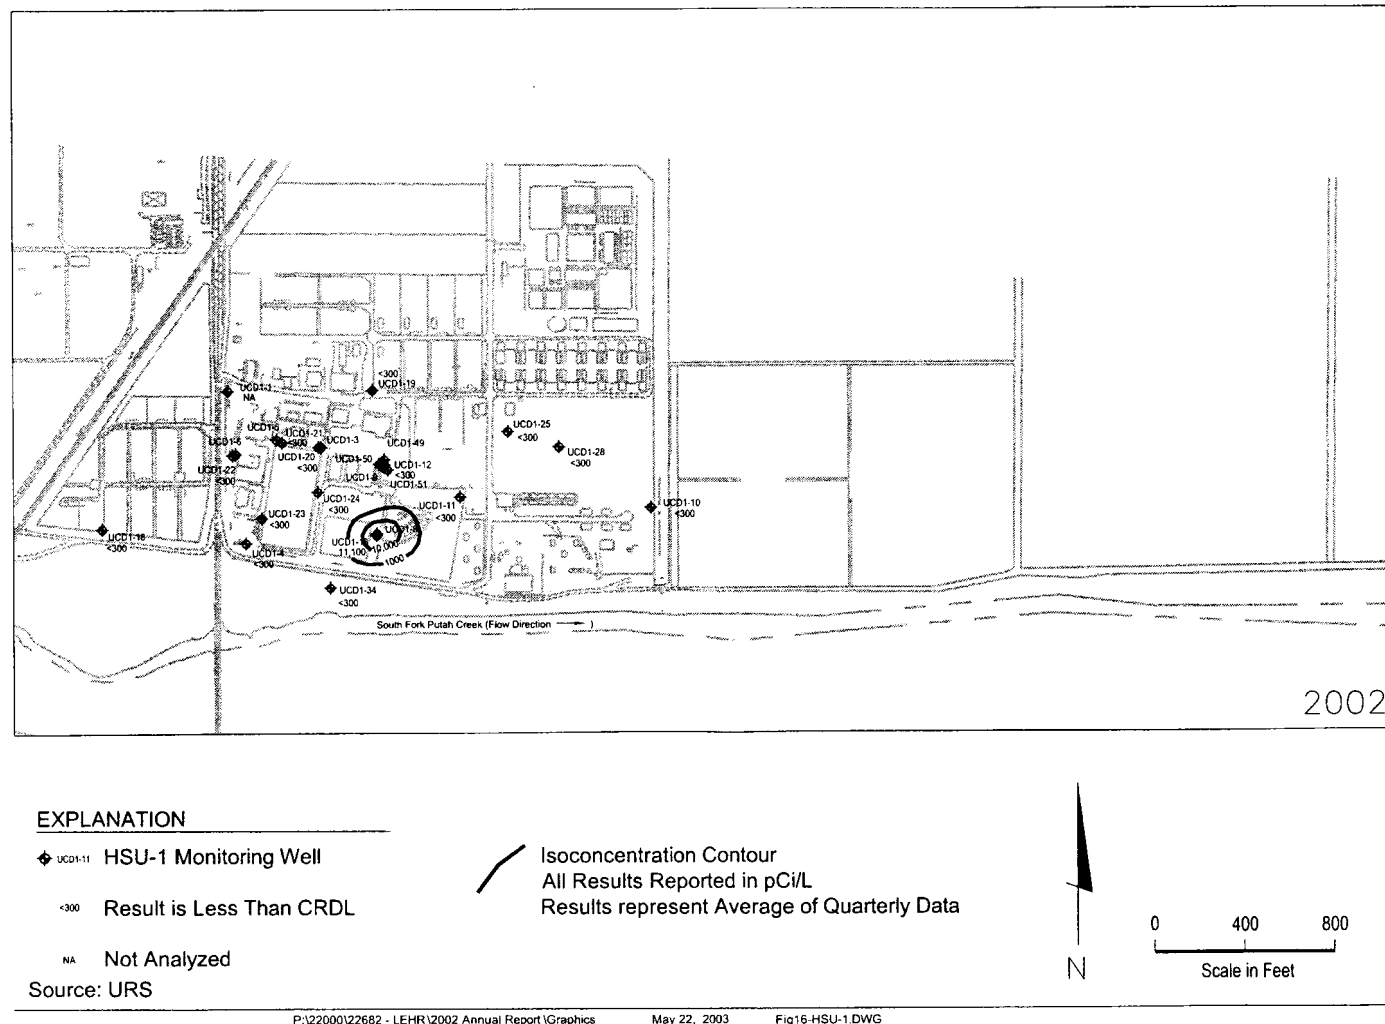 <300
UCD1-19
UCD1-1
NA
UCD1-25
<300
UCD1-21
<300
UCD1-3
UCD1-49
UCD1-28
<300
UCD1-20
<300
UCD1-50
UCD1-12
<300
UCD1-22
<300
UCD1-51
UCD1-24
<300
UCD1-11
<300
UCD1-10
<300
UCD1-23
<300
<300
11,100
10,000
1000
UCD1-4
<300
UCD1-34
<300
South Fork Putah Creek (Flow Direction )
2002
EXPLANATION
UCD1-11 HSU-1 Monitoring Well
<300 Result is Less Than CRDL
NA Not Analyzed
Source: URS
Isoconcentration Contour
All Results Reported in pCi/L
Results represent Average of Quarterly Data
N
0 400 800
Scale in Feet
P:\22000\22682 - LEHR\2002 Annual Report\Graphics May 22, 2003 Fig16-HSU-1.DWG